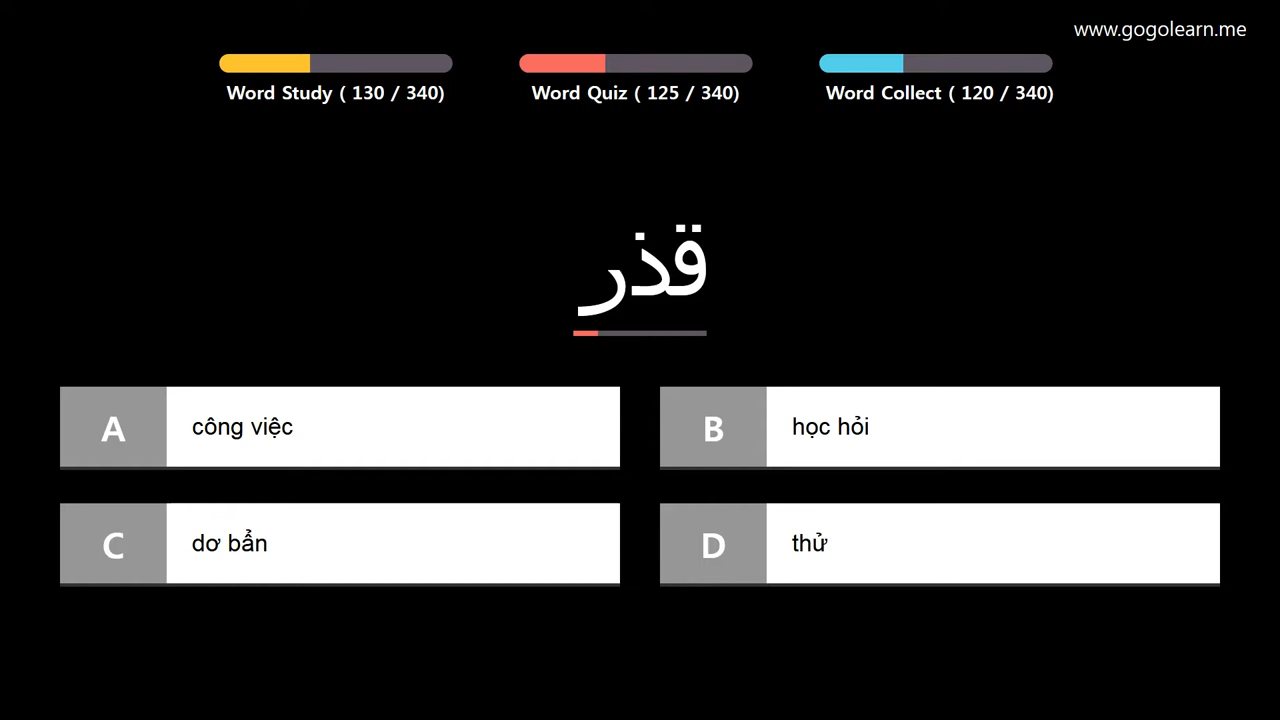 www.gogolearn.me
Word Study ( 130 / 340)
Word Quiz ( 125 / 340)
Word Collect ( 120 / 340)
قذر
A công việc
B học hỏi
C dơ bẩn
D thử